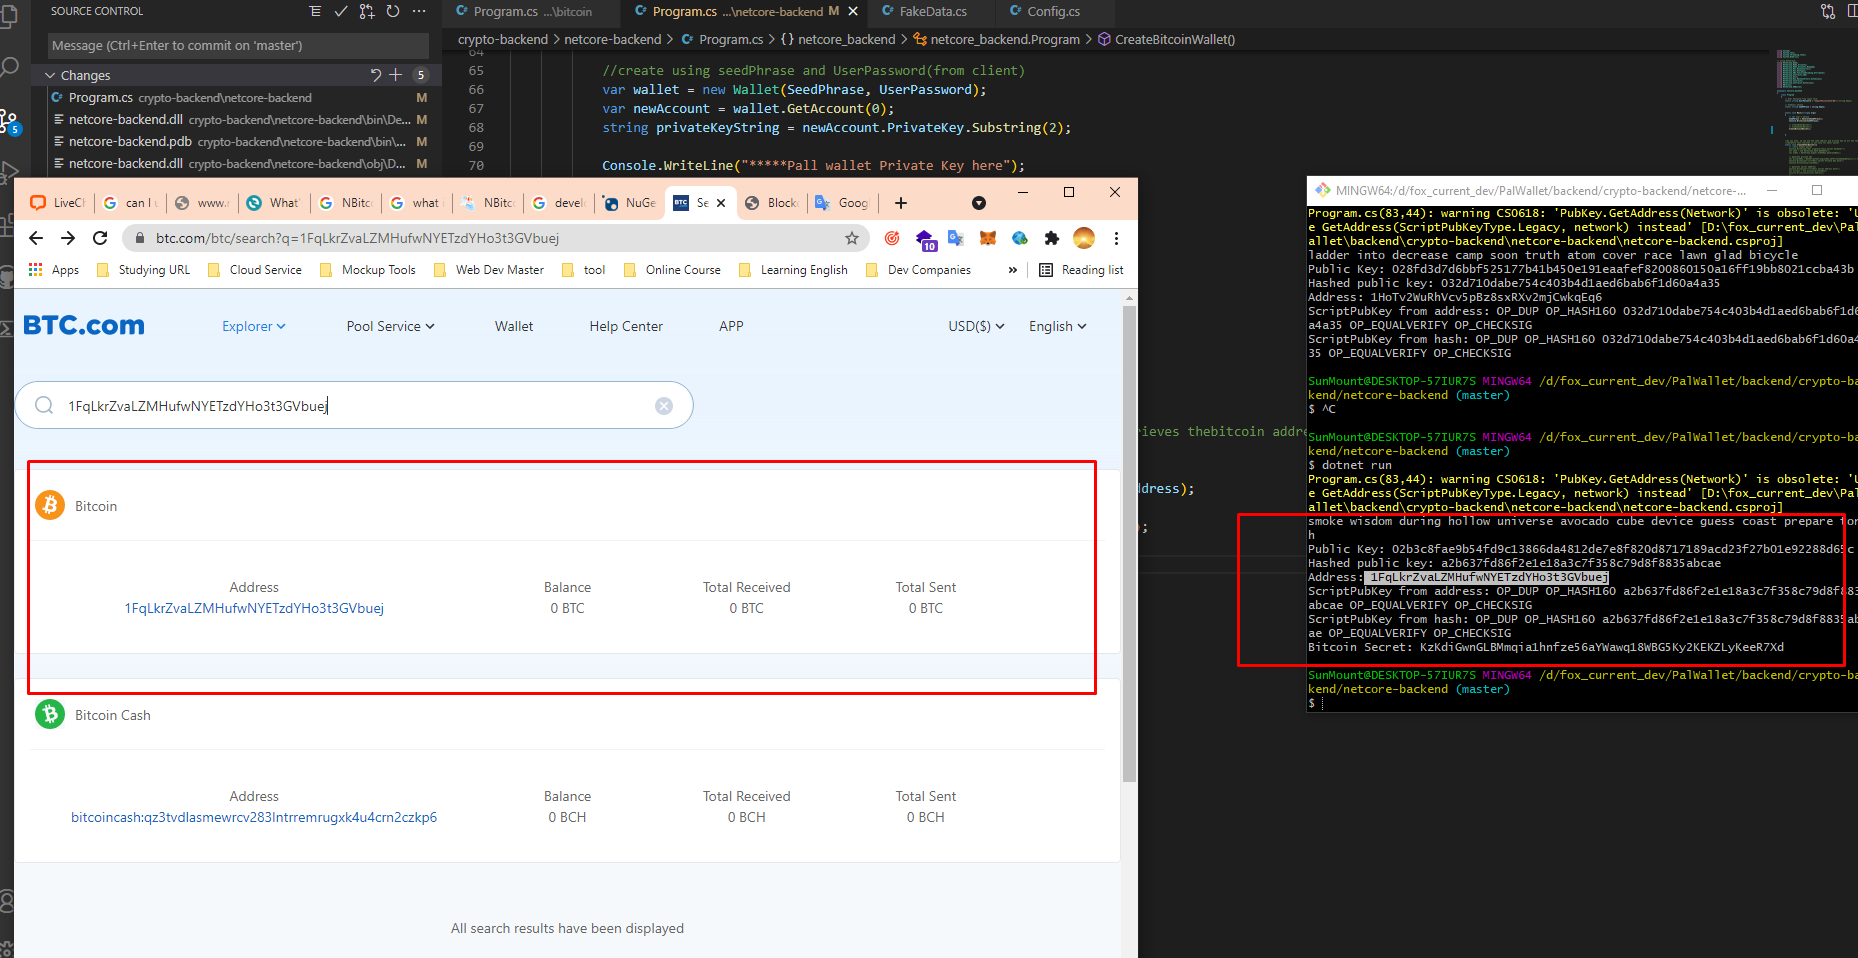 SOURCE CONTROL
Message (Ctrl+Enter to commit on 'master')
Changes 5
Program.cs crypto-backend\netcore-backend M
netcore-backend.dll crypto-backend\netcore-backend\bin\De... M
netcore-backend.pdb crypto-backend\netcore-backend\bin\... M
netcore-backend.dll crypto-backend\netcore-backend\obj\D... M
5
Program.cs ...\bitcoin
Program.cs ...\netcore-backend M
FakeData.cs
Config.cs
crypto-backend > netcore-backend > Program.cs > {} netcore_backend > netcore_backend.Program > CreateBitcoinWallet()
64
65 //create using seedPhrase and UserPassword(from client)
66 var wallet = new Wallet(SeedPhrase, UserPassword);
67 var newAccount = wallet.GetAccount(0);
68 string privateKeyString = newAccount.PrivateKey.Substring(2);
69
70 Console.WriteLine("*****Pall wallet Private Key here");
ieves thebitcoin addre
ddress);
);
LiveCh
can I u
www.r
What'
NBitco
what i
NBitco
devel
NuGe
Se
Block
Goog
btc.com/btc/search?q=1FqLkrZvaLZMHufwNYETzdYHo3t3GVbuej
10
Apps
Studying URL
Cloud Service
Mockup Tools
Web Dev Master
tool
Online Course
Learning English
Dev Companies
»
Reading list
BTC.com
Explorer
Pool Service
Wallet
Help Center
APP
USD($)
English
1FqLkrZvaLZMHufwNYETzdYHo3t3GVbuej
Bitcoin
Address Balance Total Received Total Sent
1FqLkrZvaLZMHufwNYETzdYHo3t3GVbuej 0 BTC 0 BTC 0 BTC
Bitcoin Cash
Address Balance Total Received Total Sent
bitcoincash:qz3tvdlasmewrcv283lntrremrugxk4u4crn2czkp6 0 BCH 0 BCH 0 BCH
All search results have been displayed
MINGW64:/d/fox_current_dev/PalWallet/backend/crypto-backend/netcore-...
Program.cs(83,44): warning CS0618: 'PubKey.GetAddress(Network)' is obsolete: 'U
e GetAddress(ScriptPubKeyType.Legacy, network) instead' [D:\fox_current_dev\Pal
allet\backend\crypto-backend\netcore-backend\netcore-backend.csproj]
ladder into decrease camp soon truth atom cover race lawn glad bicycle
Public Key: 028fd3d7d6bbf525177b41b450e191eaafef8200860150a16ff19bb8021ccba43b
Hashed public key: 032d710dabe754c403b4d1aed6bab6f1d60a4a35
Address: 1HoTv2WuRhVcv5pBz8sxRXv2mjCwkqEq6
ScriptPubKey from address: OP_DUP OP_HASH160 032d710dabe754c403b4d1aed6bab6f1d6
a4a35 OP_EQUALVERIFY OP_CHECKSIG
ScriptPubKey from hash: OP_DUP OP_HASH160 032d710dabe754c403b4d1aed6bab6f1d60a4
35 OP_EQUALVERIFY OP_CHECKSIG
SunMount@DESKTOP-57IUR7S MINGW64 /d/fox_current_dev/PalWallet/backend/crypto-ba
kend/netcore-backend (master)
$ ^C
SunMount@DESKTOP-57IUR7S MINGW64 /d/fox_current_dev/PalWallet/backend/crypto-ba
kend/netcore-backend (master)
$ dotnet run
Program.cs(83,44): warning CS0618: 'PubKey.GetAddress(Network)' is obsolete: 'U
e GetAddress(ScriptPubKeyType.Legacy, network) instead' [D:\fox_current_dev\Pal
allet\backend\crypto-backend\netcore-backend\netcore-backend.csproj]
smoke wisdom during hollow universe avocado cube device guess coast prepare for
h
Public Key: 02b3c8fae9b54fd9c13866da4812de7e8f820d8717189acd23f27b01e92288d65c
Hashed public key: a2b637fd86f2e1e18a3c7f358c79d8f8835abcae
Address: 1FqLkrZvaLZMHufwNYETzdYHo3t3GVbuej
ScriptPubKey from address: OP_DUP OP_HASH160 a2b637fd86f2e1e18a3c7f358c79d8f883
abcae OP_EQUALVERIFY OP_CHECKSIG
ScriptPubKey from hash: OP_DUP OP_HASH160 a2b637fd86f2e1e18a3c7f358c79d8f8835ab
ae OP_EQUALVERIFY OP_CHECKSIG
Bitcoin Secret: KzKdiGwnGLBMmqia1hnfze56aYWawq18WBG5Ky2KEKZLyKeeR7Xd
SunMount@DESKTOP-57IUR7S MINGW64 /d/fox_current_dev/PalWallet/backend/crypto-ba
kend/netcore-backend (master)
$